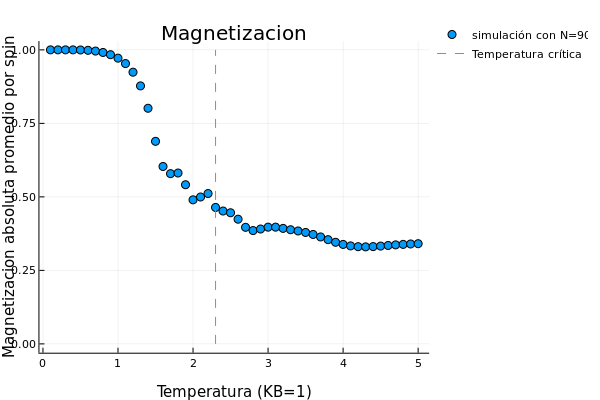 Magnetizacion
simulación con N=90
Temperatura crítica
Magnetizacion absoluta promedio por spin
1.00
0.75
0.50
0.25
0.00
0
1
2
3
4
5
Temperatura (KB=1)